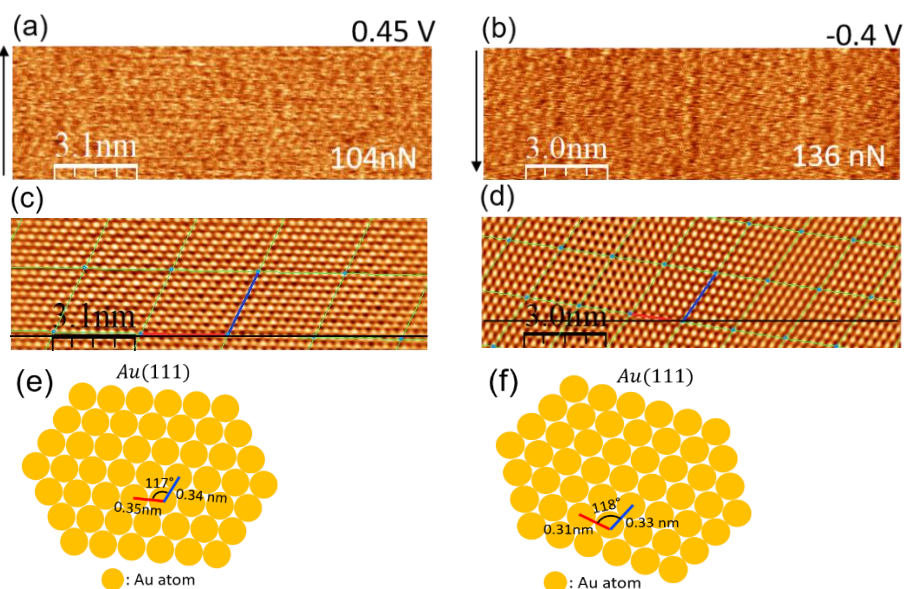 (a) 0.45 V
(b) -0.4 V
3.1nm 104nN
3.0nm 136 nN
(c)
(d)
3.1nm
3.0nm
(e) Au(111)
(f) Au(111)
117°
0.34 nm
0.35nm
118°
0.33 nm
0.31nm
: Au atom
: Au atom